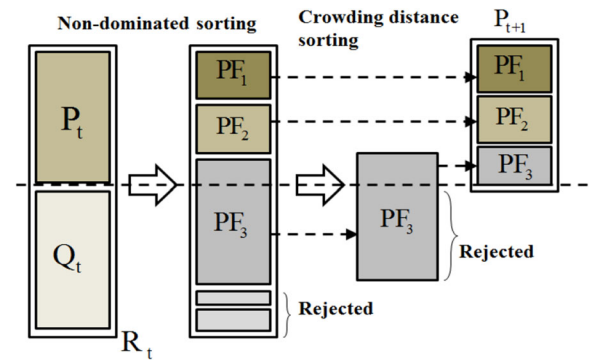 Non-dominated sorting
Crowding distance
sorting
P_t+1
P_t
Q_t
R_t
PF_1
PF_2
PF_3
Rejected
PF_3
Rejected
PF_1
PF_2
PF_3